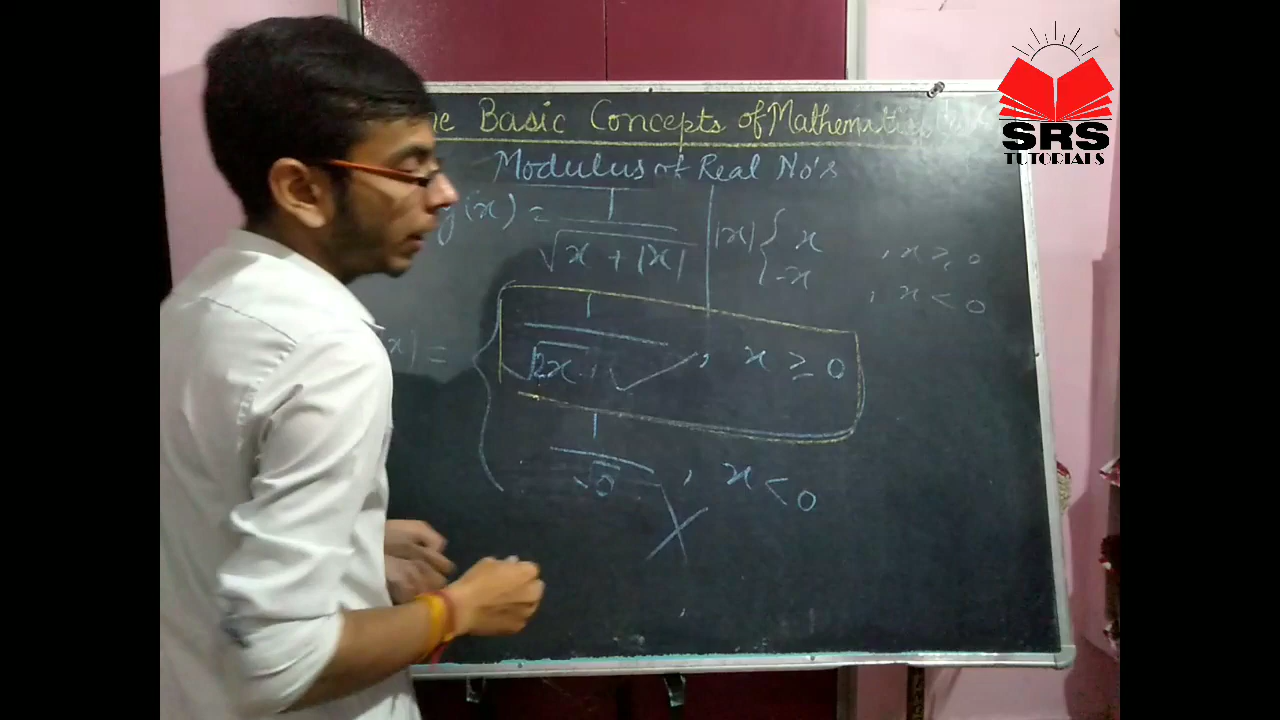 Basic Concepts of Mathematics
SRS
TUTORIALS
Modulus of Real No's
g(x) = 1/√(x + |x|)
|x| { x , x ≥ 0
-x , x < 0
x) = { 1/√2x , x ≥ 0
1/√0 , x < 0